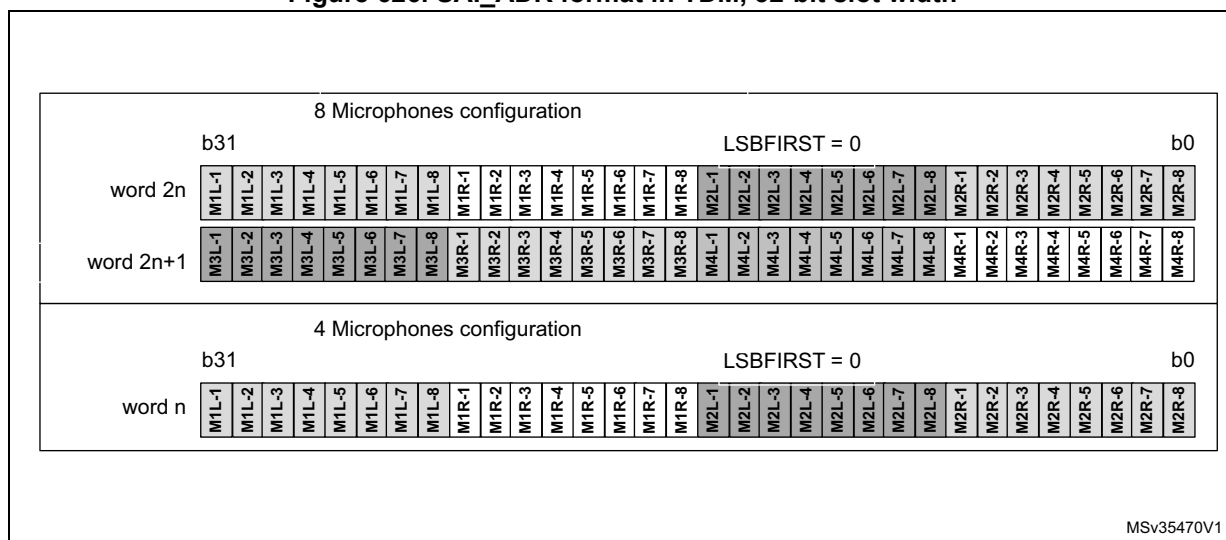 8 Microphones configuration
b31 LSBFIRST = 0 b0
word 2n M1L-1 M1L-2 M1L-3 M1L-4 M1L-5 M1L-6 M1L-7 M1L-8 M1R-1 M1R-2 M1R-3 M1R-4 M1R-5 M1R-6 M1R-7 M1R-8 M2L-1 M2L-2 M2L-3 M2L-4 M2L-5 M2L-6 M2L-7 M2L-8 M2R-1 M2R-2 M2R-3 M2R-4 M2R-5 M2R-6 M2R-7 M2R-8
word 2n+1 M3L-1 M3L-2 M3L-3 M3L-4 M3L-5 M3L-6 M3L-7 M3L-8 M3R-1 M3R-2 M3R-3 M3R-4 M3R-5 M3R-6 M3R-7 M3R-8 M4L-1 M4L-2 M4L-3 M4L-4 M4L-5 M4L-6 M4L-7 M4L-8 M4R-1 M4R-2 M4R-3 M4R-4 M4R-5 M4R-6 M4R-7 M4R-8
4 Microphones configuration
b31 LSBFIRST = 0 b0
word n M1L-1 M1L-2 M1L-3 M1L-4 M1L-5 M1L-6 M1L-7 M1L-8 M1R-1 M1R-2 M1R-3 M1R-4 M1R-5 M1R-6 M1R-7 M1R-8 M2L-1 M2L-2 M2L-3 M2L-4 M2L-5 M2L-6 M2L-7 M2L-8 M2R-1 M2R-2 M2R-3 M2R-4 M2R-5 M2R-6 M2R-7 M2R-8
MSv35470V1